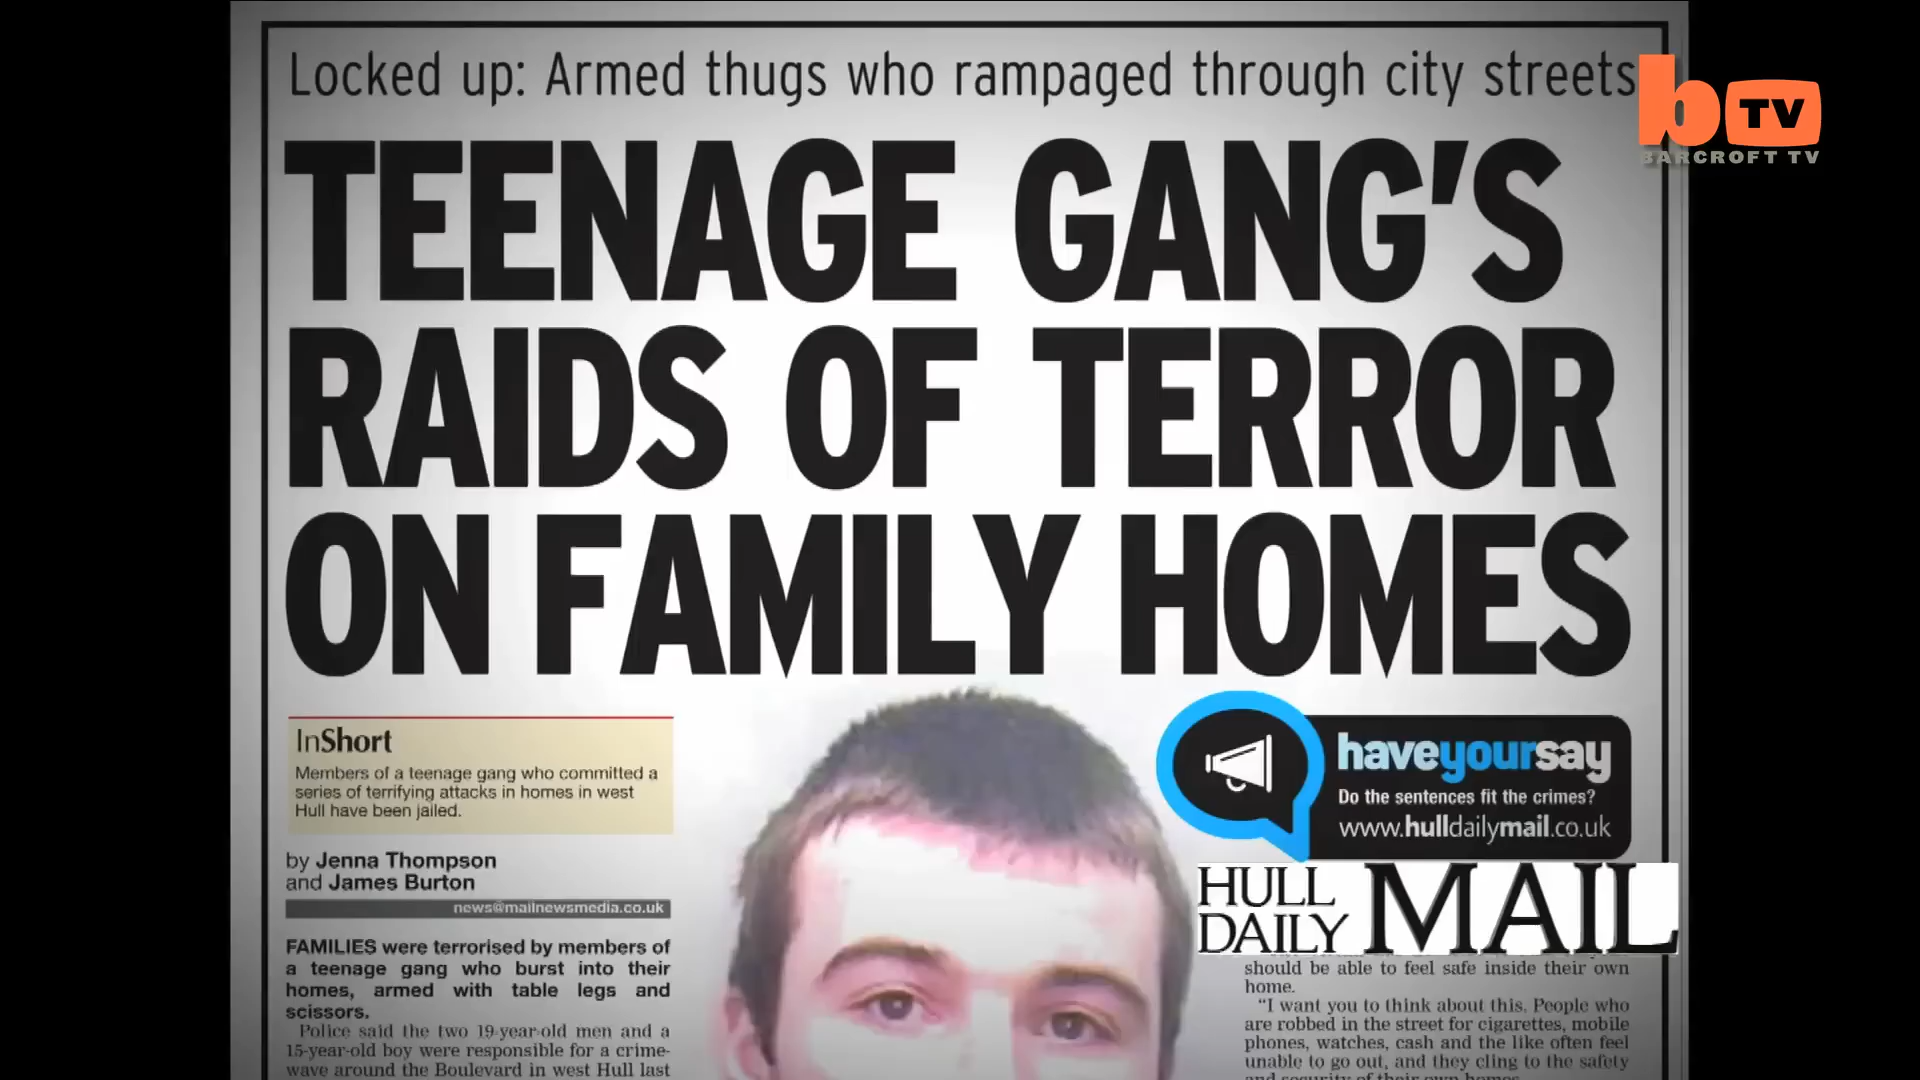 Locked up: Armed thugs who rampaged through city streets
b TV
BARCROFT TV
TEENAGE GANG'S
RAIDS OF TERROR
ON FAMILY HOMES
InShort
Members of a teenage gang who committed a
series of terrifying attacks in homes in west
Hull have been jailed.
by Jenna Thompson
and James Burton
news@mailnewsmedia.co.uk
FAMILIES were terrorised by members of
a teenage gang who burst into their
homes, armed with table legs and
scissors.
Police said the two 19-year-old men and a
15-year-old boy were responsible for a crime-
wave around the Boulevard in west Hull last
haveyoursay
Do the sentences fit the crimes?
www.hulldailymail.co.uk
HULL
DAILY
MAIL
should be able to feel safe inside their own
home.
"I want you to think about this. People who
are robbed in the street for cigarettes, mobile
phones, watches, cash and the like often feel
unable to go out, and they cling to the safety
and security of their own homes.